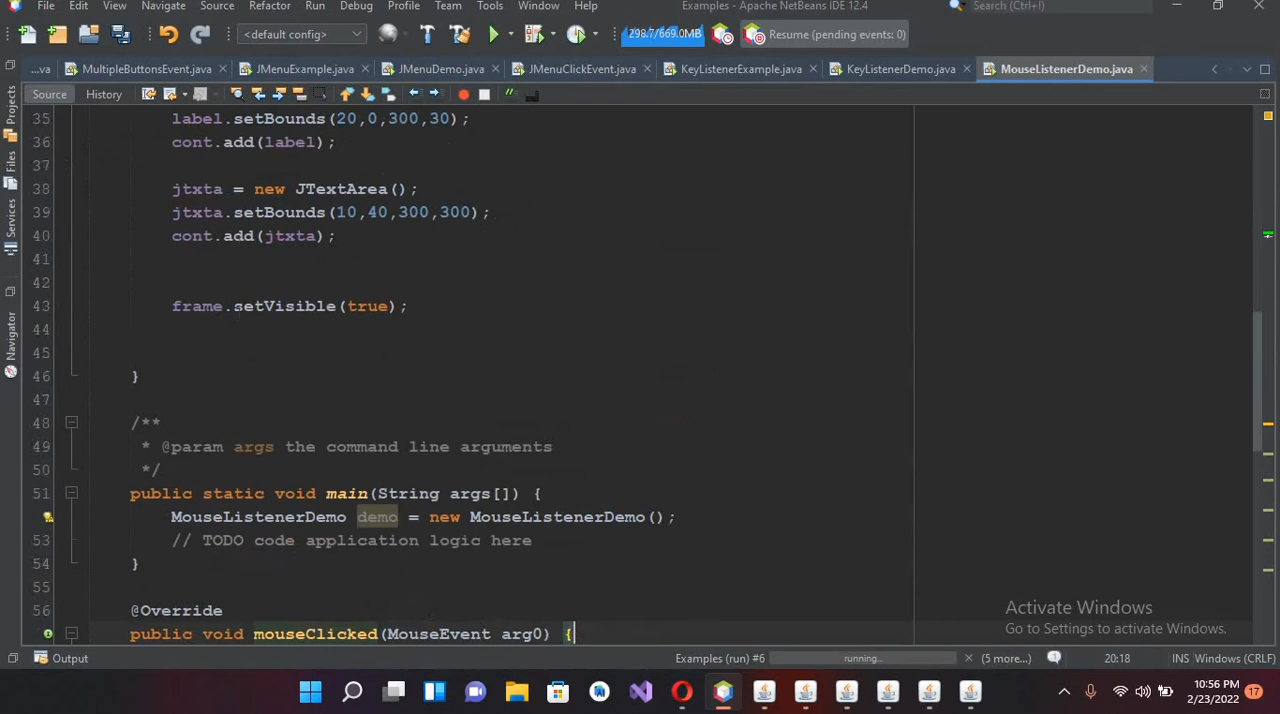 File Edit View Navigate Source Refactor Run Debug Profile Team Tools Window Help Examples - Apache NetBeans IDE 12.4 Search (Ctrl+I)
<default config> 298.7/669.0MB Resume (pending events: 0)
...va MultipleButtonsEvent.java JMenuExample.java JMenuDemo.java JMenuClickEvent.java KeyListenerExample.java KeyListenerDemo.java MouseListenerDemo.java
Source History
Projects
Files
Services
Navigator
35 label.setBounds(20,0,300,30);
36 cont.add(label);
37
38 jtxta = new JTextArea();
39 jtxta.setBounds(10,40,300,300);
40 cont.add(jtxta);
41
42
43 frame.setVisible(true);
44
45
46 }
47
48 /**
49 * @param args the command line arguments
50 */
51 public static void main(String args[]) {
MouseListenerDemo demo = new MouseListenerDemo();
53 // TODO code application logic here
54 }
55
56 @Override
public void mouseClicked(MouseEvent arg0) {
Activate Windows
Go to Settings to activate Windows.
Output Examples (run) #6 running... (5 more...) 20:18 INS Windows (CRLF)
10:56 PM
2/23/2022
17